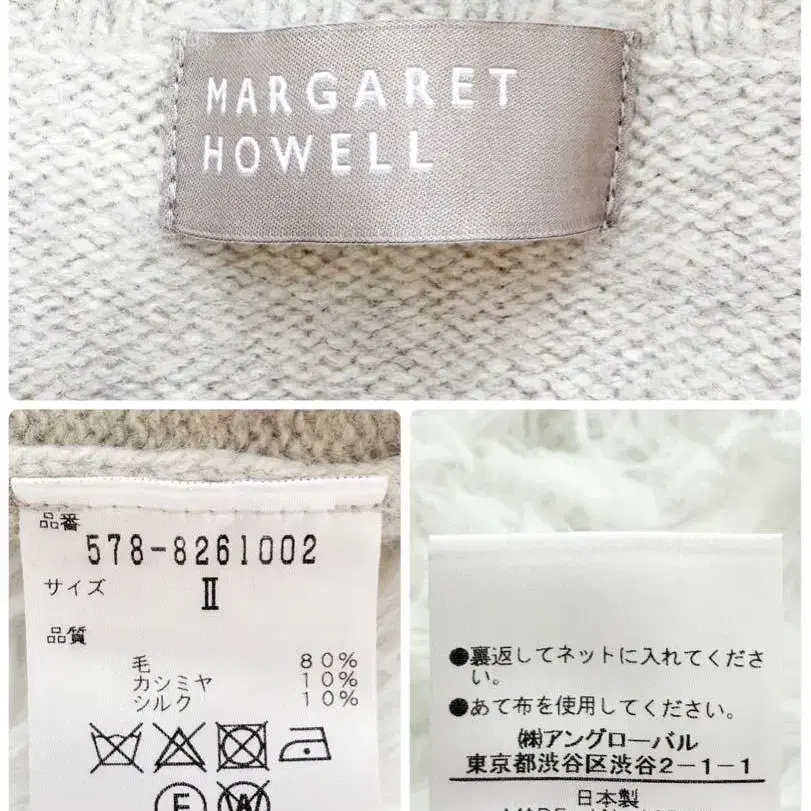 MARGARET
HOWELL
品番
578-8261002
サイズ
Ⅱ
品質
毛 80%
カシミヤ 10%
シルク 10%
F W
●裏返してネットに入れてくださ
い。
●あて布を使用してください。
㈱アングローバル
東京都渋谷区渋谷2-1-1
日本製